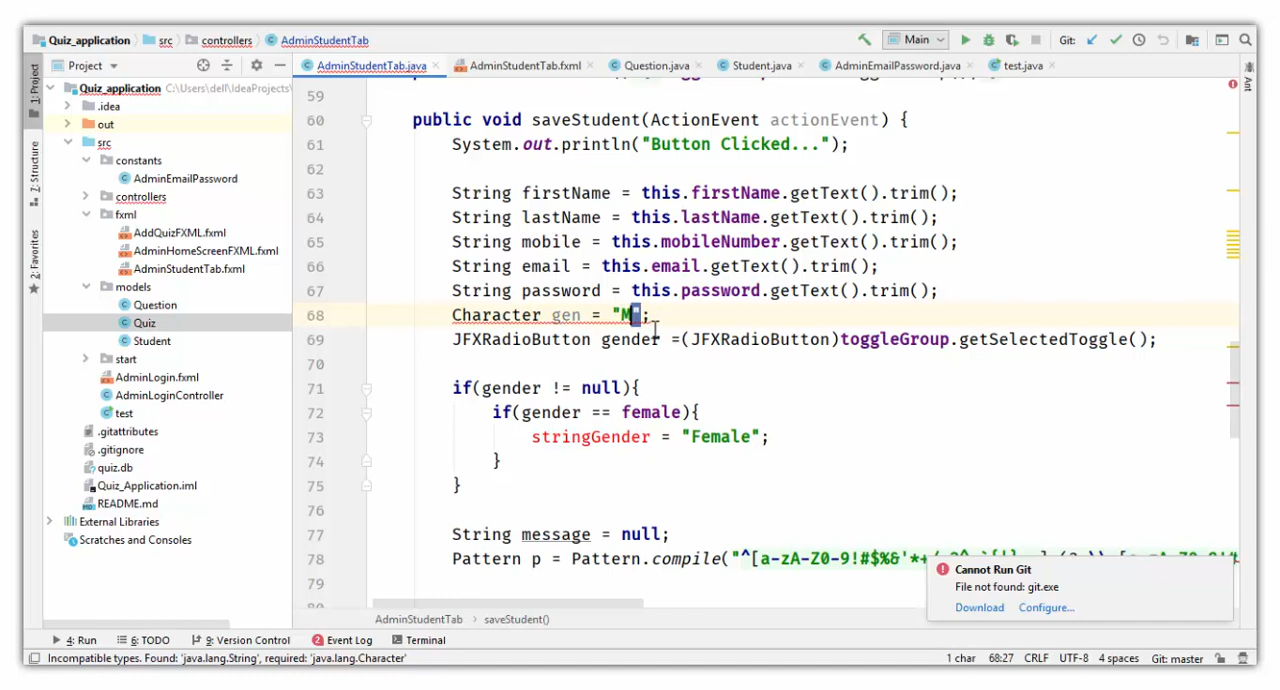 Quiz_application src controllers AdminStudentTab
Main Git:
1: Project
Project
AdminStudentTab.java AdminStudentTab.fxml Question.java Student.java AdminEmailPassword.java test.java
Ant
Z: Structure
2: Favorites
Quiz_application C:\Users\dell\IdeaProjects\
.idea
out
src
constants
AdminEmailPassword
controllers
fxml
AddQuizFXML.fxml
AdminHomeScreenFXML.fxml
AdminStudentTab.fxml
models
Question
Quiz
Student
start
AdminLogin.fxml
AdminLoginController
test
.gitattributes
.gitignore
quiz.db
Quiz_Application.iml
README.md
External Libraries
Scratches and Consoles
59
60 public void saveStudent(ActionEvent actionEvent) {
61 System.out.println("Button Clicked...");
62
63 String firstName = this.firstName.getText().trim();
64 String lastName = this.lastName.getText().trim();
65 String mobile = this.mobileNumber.getText().trim();
66 String email = this.email.getText().trim();
67 String password = this.password.getText().trim();
68 Character gen = "M";
69 JFXRadioButton gender =(JFXRadioButton)toggleGroup.getSelectedToggle();
70
71 if(gender != null){
72 if(gender == female){
73 stringGender = "Female";
74 }
75 }
76
77 String message = null;
78 Pattern p = Pattern.compile("^[a-zA-Z0-9!#$%&'*+
79
80
Cannot Run Git
File not found: git.exe
Download Configure...
AdminStudentTab > saveStudent()
4: Run 6: TODO 9: Version Control 2 Event Log Terminal
Incompatible types. Found: 'java.lang.String', required: 'java.lang.Character' 1 char 68:27 CRLF UTF-8 4 spaces Git: master